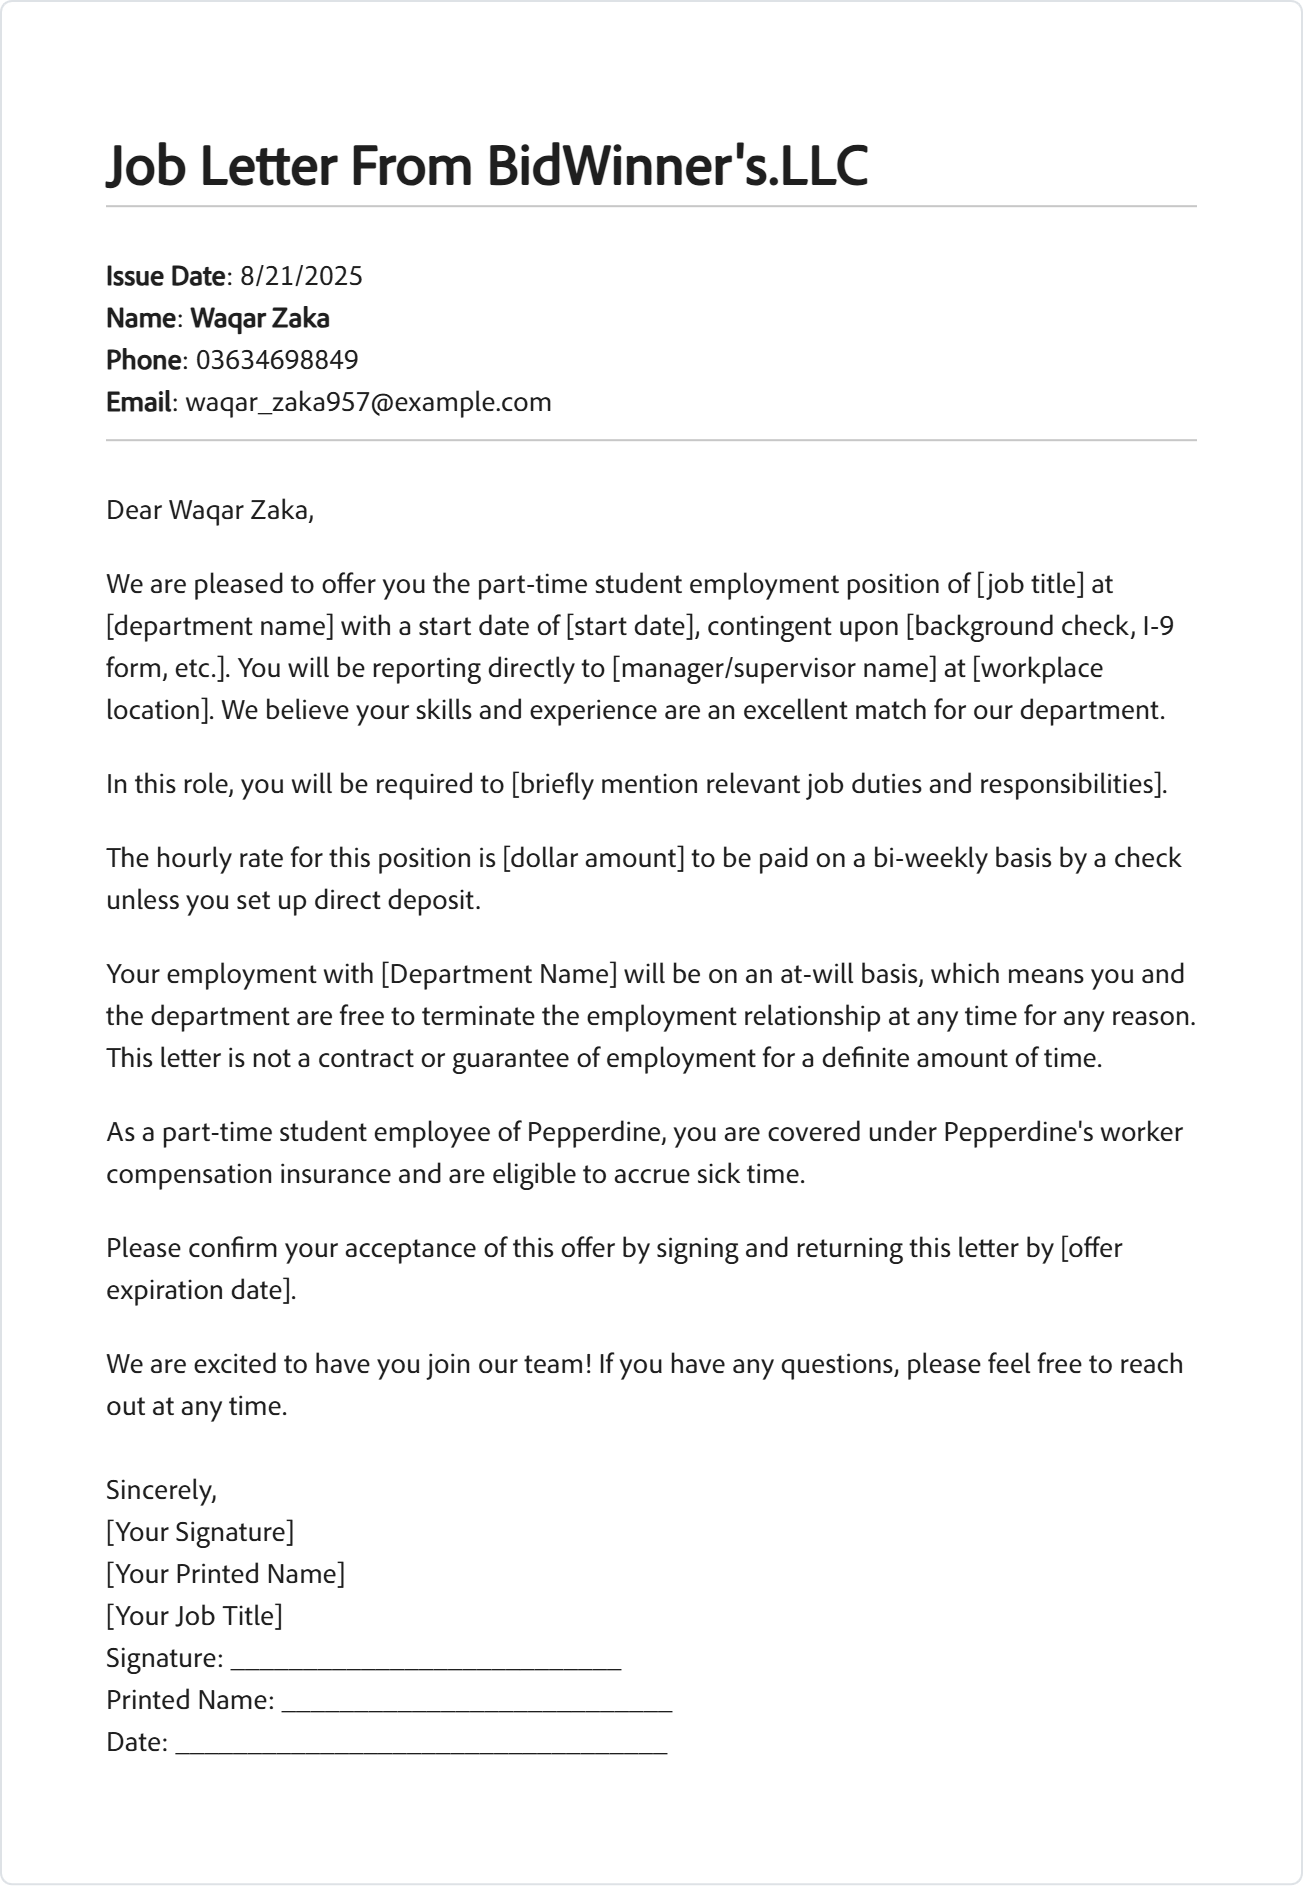 Job Letter From BidWinner's.LLC
Issue Date: 8/21/2025
Name: Waqar Zaka
Phone: 03634698849
Email: waqar_zaka957@example.com
Dear Waqar Zaka,
We are pleased to offer you the part-time student employment position of [job title] at
[department name] with a start date of [start date], contingent upon [background check, I-9
form, etc.]. You will be reporting directly to [manager/supervisor name] at [workplace
location]. We believe your skills and experience are an excellent match for our department.
In this role, you will be required to [briefly mention relevant job duties and responsibilities].
The hourly rate for this position is [dollar amount] to be paid on a bi-weekly basis by a check
unless you set up direct deposit.
Your employment with [Department Name] will be on an at-will basis, which means you and
the department are free to terminate the employment relationship at any time for any reason.
This letter is not a contract or guarantee of employment for a definite amount of time.
As a part-time student employee of Pepperdine, you are covered under Pepperdine's worker
compensation insurance and are eligible to accrue sick time.
Please confirm your acceptance of this offer by signing and returning this letter by [offer
expiration date].
We are excited to have you join our team! If you have any questions, please feel free to reach
out at any time.
Sincerely,
[Your Signature]
[Your Printed Name]
[Your Job Title]
Signature: ___________________________
Printed Name: ___________________________
Date: __________________________________